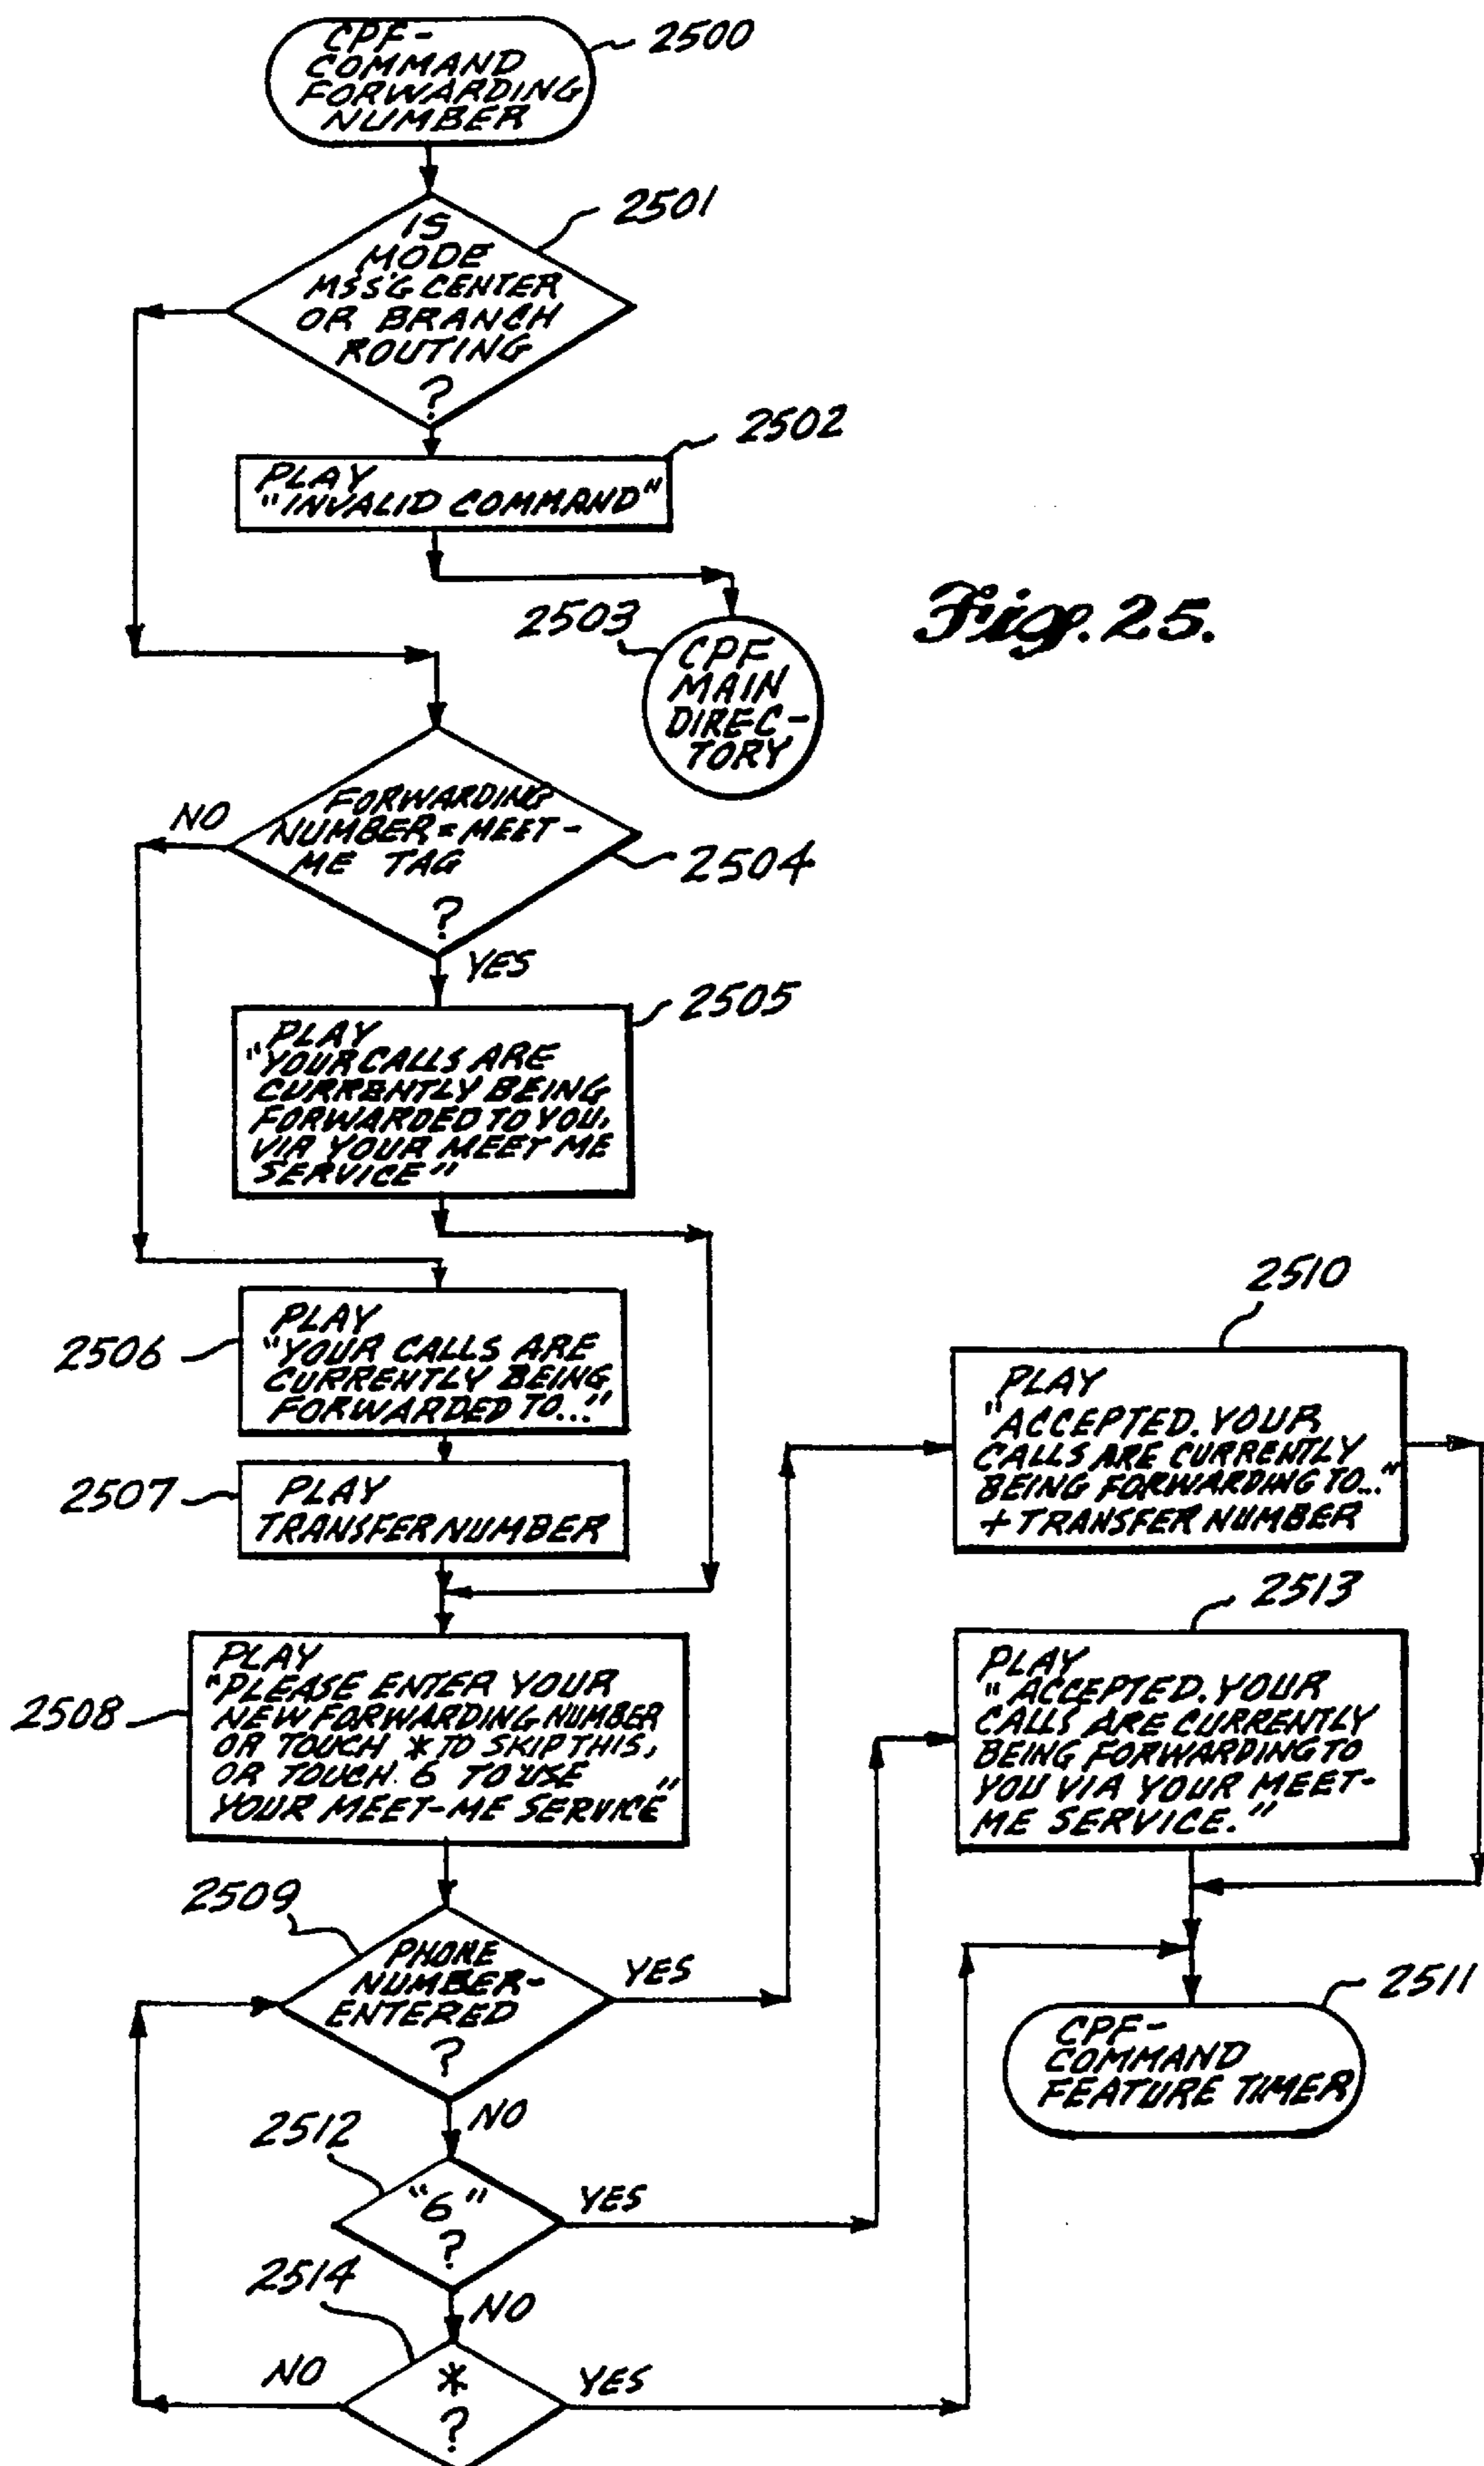 CPF-
COMMAND
FORWARDING
NUMBER
2500
2501
IS
MODE
MSS'G CENTER
OR BRANCH
ROUTING
?
2502
PLAY
"INVALID COMMAND"
2503
CPF
MAIN
DIREC-
TORY
Fig. 25.
FORWARDING
NUMBER = MEET-
ME TAG
?
NO
2504
YES
2505
PLAY
"YOUR CALLS ARE
CURRENTLY BEING
FORWARDED TO YOU,
VIA YOUR MEET ME
SERVICE"
2506
PLAY
"YOUR CALLS ARE
CURRENTLY BEING
FORWARDED TO..."
2507
PLAY
TRANSFER NUMBER
2508
PLAY
"PLEASE ENTER YOUR
NEW FORWARDING NUMBER
OR TOUCH * TO SKIP THIS,
OR TOUCH 6 TO USE
YOUR MEET-ME SERVICE"
2509
PHONE
NUMBER-
ENTERED
?
YES
NO
2510
PLAY
"ACCEPTED. YOUR
CALLS ARE CURRENTLY
BEING FORWARDING TO..."
+ TRANSFER NUMBER
2513
PLAY
"ACCEPTED. YOUR
CALLS ARE CURRENTLY
BEING FORWARDING TO
YOU VIA YOUR MEET-
ME SERVICE."
2511
CPF-
COMMAND
FEATURE TIMER
2512
"6"
?
YES
NO
2514
*
?
NO
YES